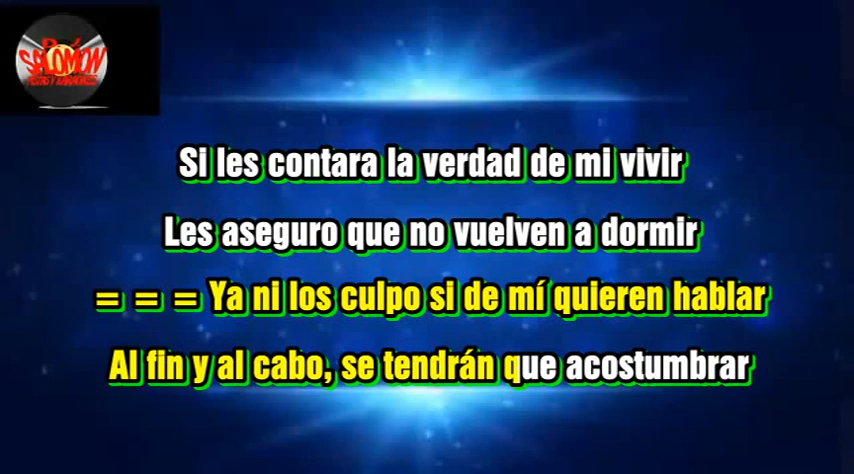 SALOMON
Si les contara la verdad de mi vivir
Les aseguro que no vuelven a dormir
= = = Ya ni los culpo si de mí quieren hablar
Al fin y al cabo, se tendrán que acostumbrar